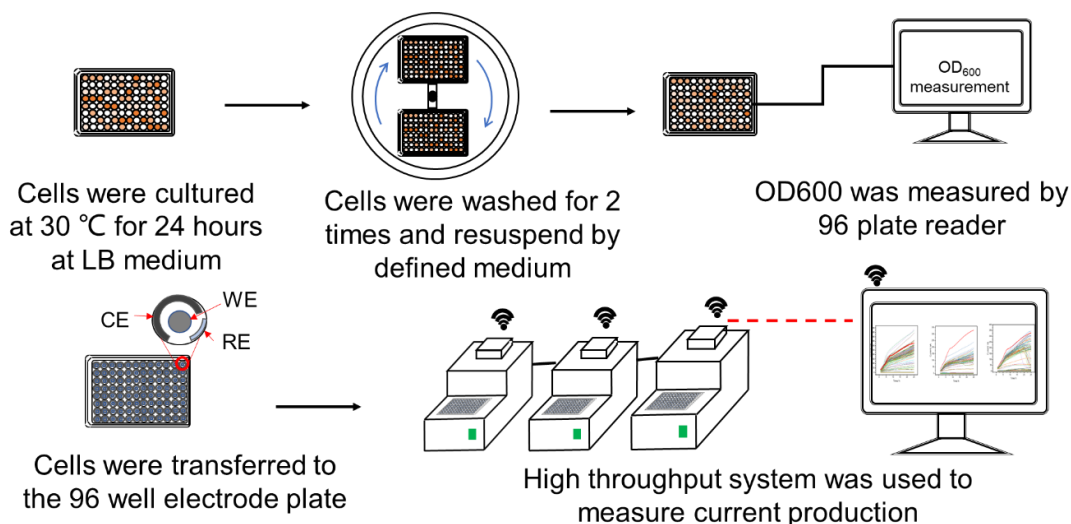 OD600
measurement
Cells were cultured
at 30 ℃ for 24 hours
at LB medium
Cells were washed for 2
times and resuspend by
defined medium
OD600 was measured by
96 plate reader
CE
WE
RE
Cells were transferred to
the 96 well electrode plate
High throughput system was used to
measure current production